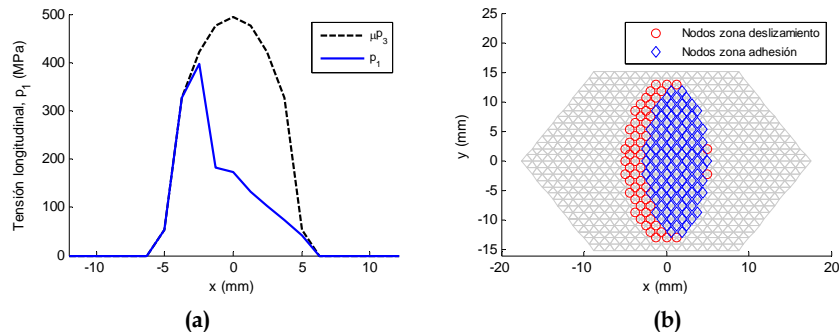 500
400
300
200
100
0
-10
-5
0
5
10
Tensión longitudinal, p1 (MPa)
x (mm)
μp3
p1
(a)
25
20
15
10
5
0
-5
-10
-15
-20
-10
0
10
20
y (mm)
x (mm)
Nodos zona deslizamiento
Nodos zona adhesión
(b)